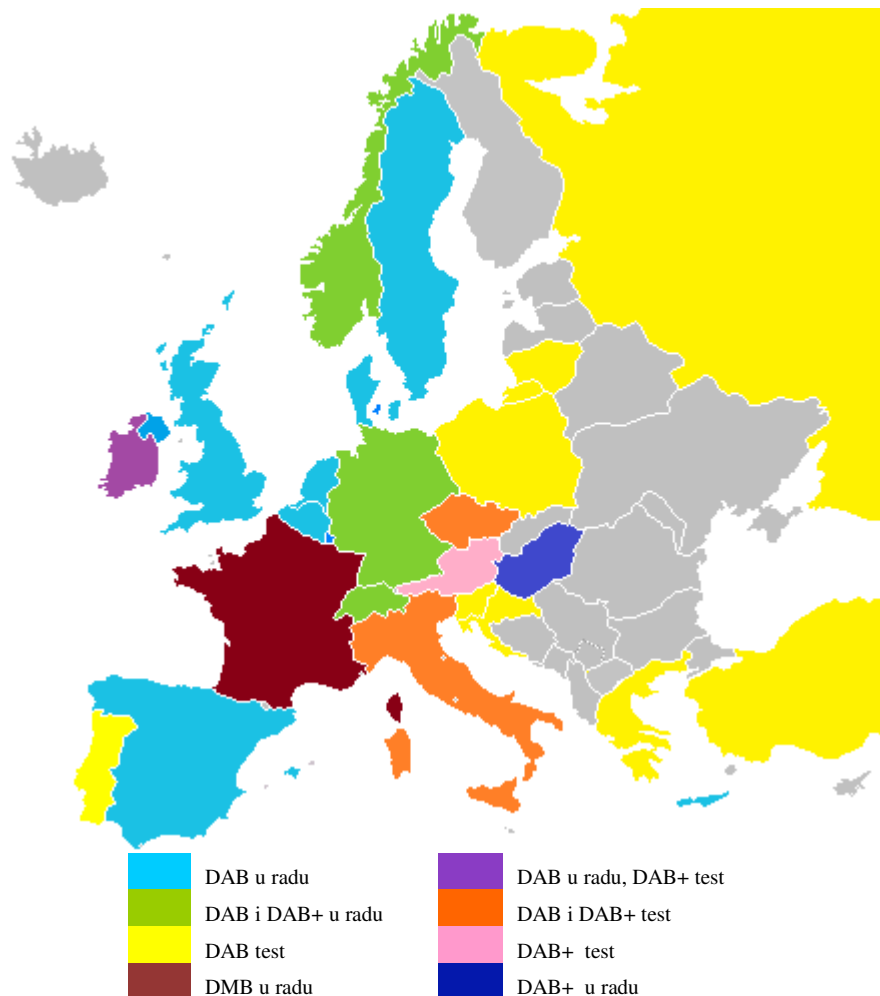 DAB u radu
DAB i DAB+ u radu
DAB test
DMB u radu
DAB u radu, DAB+ test
DAB i DAB+ test
DAB+ test
DAB+ u radu